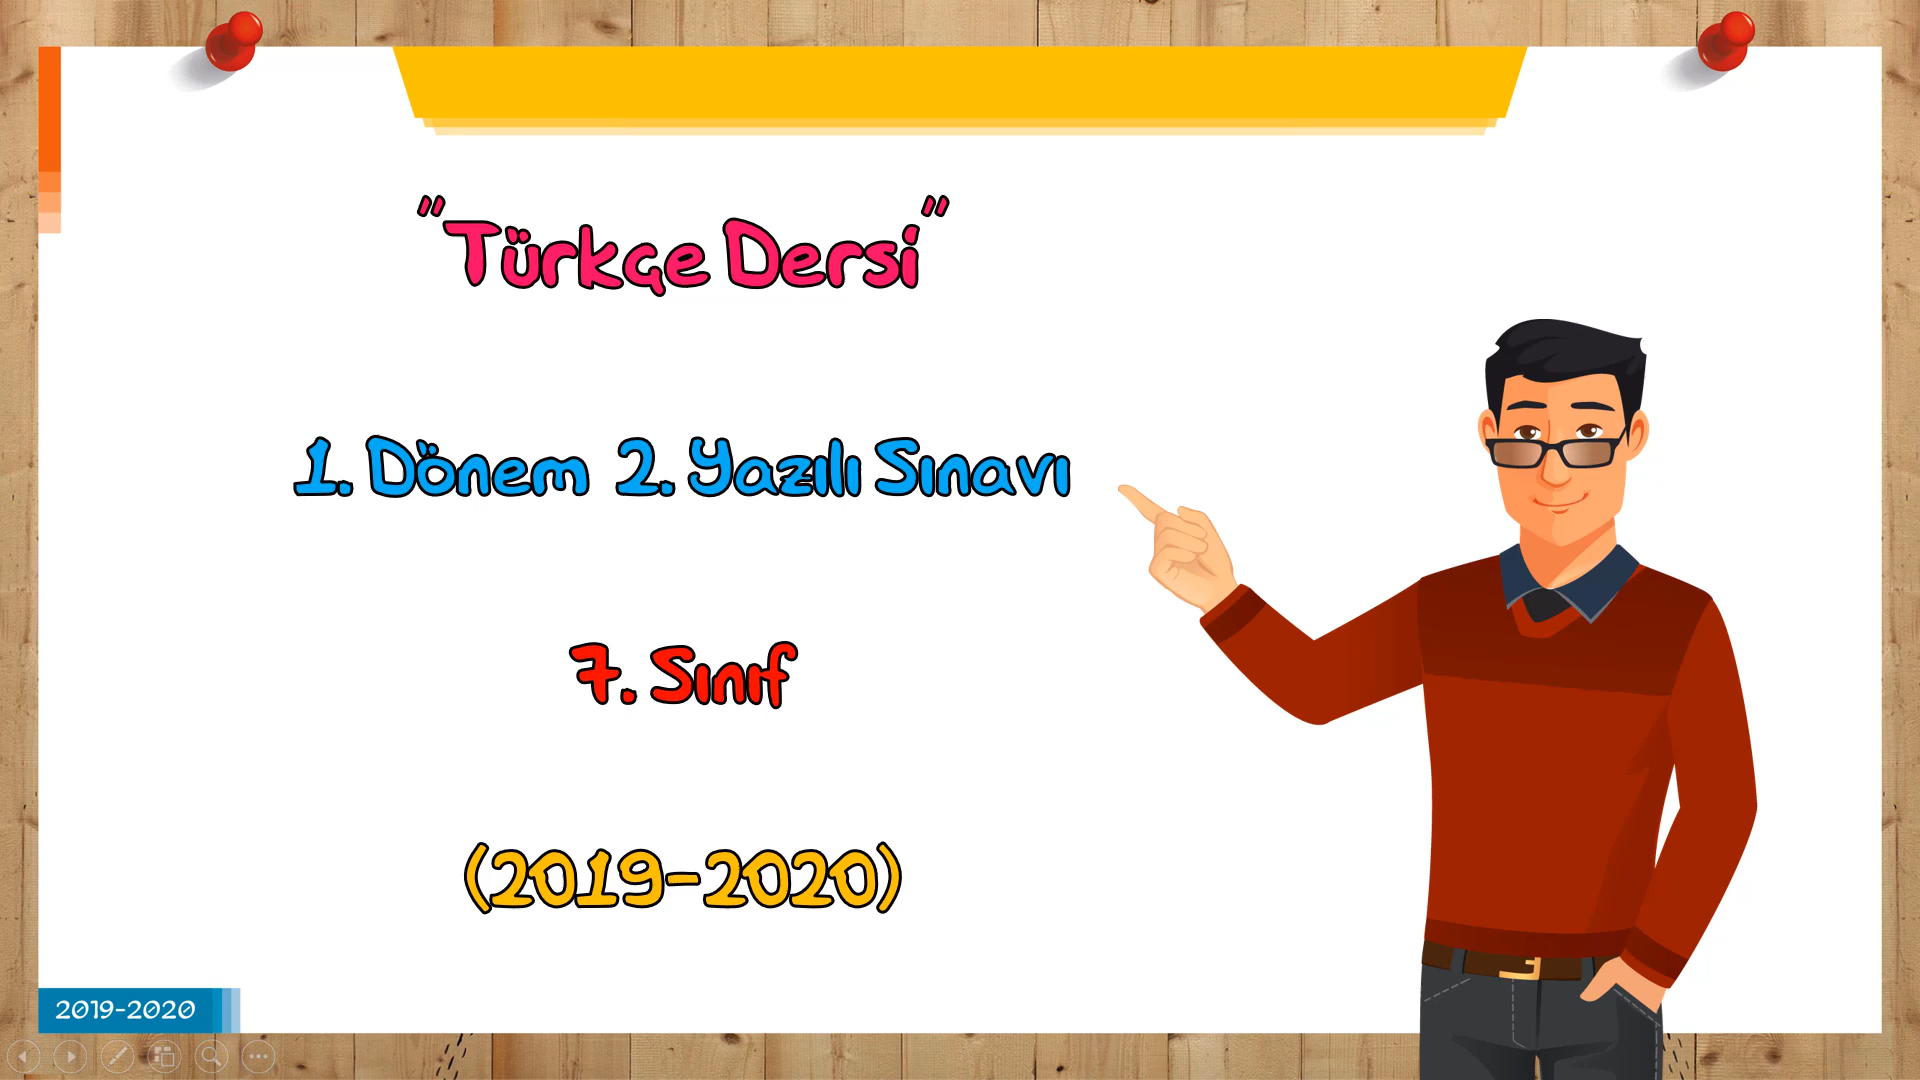 "Türkçe Dersi"
1. Dönem 2. Yazılı Sınavı
7. Sınıf
(2019-2020)
2019-2020